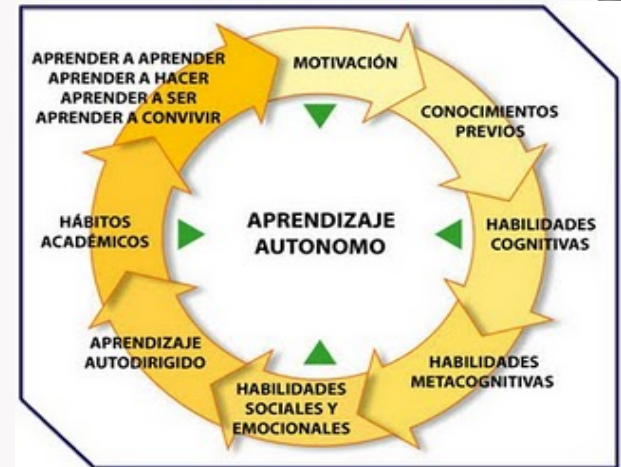 APRENDER A APRENDER
APRENDER A HACER
APRENDER A SER
APRENDER A CONVIVIR
MOTIVACIÓN
CONOCIMIENTOS
PREVIOS
HABILIDADES
COGNITIVAS
HABILIDADES
METACOGNITIVAS
HABILIDADES
SOCIALES Y
EMOCIONALES
APRENDIZAJE
AUTODIRIGIDO
HÁBITOS
ACADÉMICOS
APRENDIZAJE
AUTONOMO